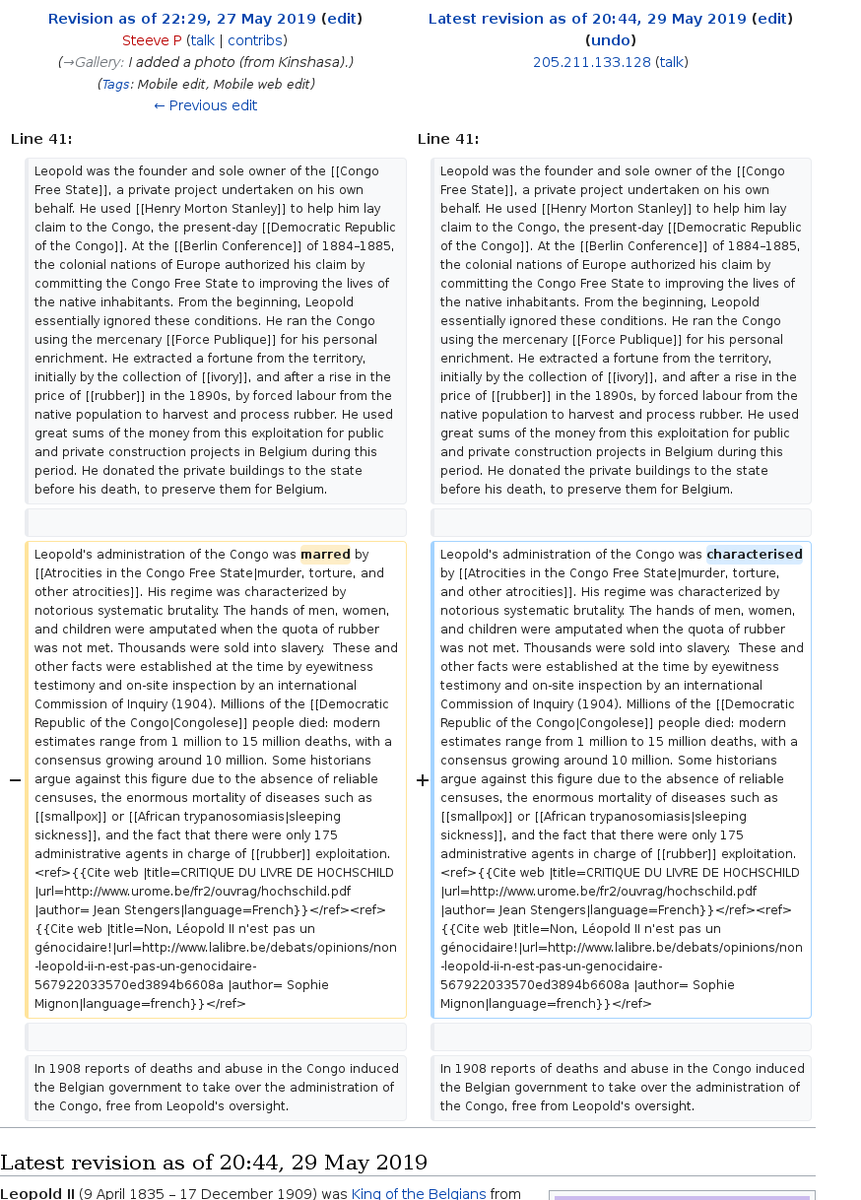 Revision as of 22:29, 27 May 2019 (edit)
Steeve P (talk | contribs)
(→Gallery: I added a photo (from Kinshasa).)
(Tags: Mobile edit, Mobile web edit)
← Previous edit
Latest revision as of 20:44, 29 May 2019 (edit)
(undo)
205.211.133.128 (talk)
Line 41:
Leopold was the founder and sole owner of the [[Congo
Free State]], a private project undertaken on his own
behalf. He used [[Henry Morton Stanley]] to help him lay
claim to the Congo, the present-day [[Democratic Republic
of the Congo]]. At the [[Berlin Conference]] of 1884–1885,
the colonial nations of Europe authorized his claim by
committing the Congo Free State to improving the lives of
the native inhabitants. From the beginning, Leopold
essentially ignored these conditions. He ran the Congo
using the mercenary [[Force Publique]] for his personal
enrichment. He extracted a fortune from the territory,
initially by the collection of [[ivory]], and after a rise in the
price of [[rubber]] in the 1890s, by forced labour from the
native population to harvest and process rubber. He used
great sums of the money from this exploitation for public
and private construction projects in Belgium during this
period. He donated the private buildings to the state
before his death, to preserve them for Belgium.
−
Leopold's administration of the Congo was marred by
[[Atrocities in the Congo Free State|murder, torture, and
other atrocities]]. His regime was characterized by
notorious systematic brutality. The hands of men, women,
and children were amputated when the quota of rubber
was not met. Thousands were sold into slavery.  These and
other facts were established at the time by eyewitness
testimony and on-site inspection by an international
Commission of Inquiry (1904). Millions of the [[Democratic
Republic of the Congo|Congolese]] people died: modern
estimates range from 1 million to 15 million deaths, with a
consensus growing around 10 million. Some historians
argue against this figure due to the absence of reliable
censuses, the enormous mortality of diseases such as
[[smallpox]] or [[African trypanosomiasis|sleeping
sickness]], and the fact that there were only 175
administrative agents in charge of [[rubber]] exploitation.
<ref>{{Cite web |title=CRITIQUE DU LIVRE DE HOCHSCHILD
|url=http://www.urome.be/fr2/ouvrag/hochschild.pdf
|author= Jean Stengers|language=French}}</ref><ref>
{{Cite web |title=Non, Léopold II n'est pas un
génocidaire!|url=http://www.lalibre.be/debats/opinions/non
-leopold-ii-n-est-pas-un-genocidaire-
567922033570ed3894b6608a |author= Sophie
Mignon|language=french}}</ref>
In 1908 reports of deaths and abuse in the Congo induced
the Belgian government to take over the administration of
the Congo, free from Leopold's oversight.
Line 41:
Leopold was the founder and sole owner of the [[Congo
Free State]], a private project undertaken on his own
behalf. He used [[Henry Morton Stanley]] to help him lay
claim to the Congo, the present-day [[Democratic Republic
of the Congo]]. At the [[Berlin Conference]] of 1884–1885,
the colonial nations of Europe authorized his claim by
committing the Congo Free State to improving the lives of
the native inhabitants. From the beginning, Leopold
essentially ignored these conditions. He ran the Congo
using the mercenary [[Force Publique]] for his personal
enrichment. He extracted a fortune from the territory,
initially by the collection of [[ivory]], and after a rise in the
price of [[rubber]] in the 1890s, by forced labour from the
native population to harvest and process rubber. He used
great sums of the money from this exploitation for public
and private construction projects in Belgium during this
period. He donated the private buildings to the state
before his death, to preserve them for Belgium.
+
Leopold's administration of the Congo was characterised
by [[Atrocities in the Congo Free State|murder, torture,
and other atrocities]]. His regime was characterized by
notorious systematic brutality. The hands of men, women,
and children were amputated when the quota of rubber
was not met. Thousands were sold into slavery.  These and
other facts were established at the time by eyewitness
testimony and on-site inspection by an international
Commission of Inquiry (1904). Millions of the [[Democratic
Republic of the Congo|Congolese]] people died: modern
estimates range from 1 million to 15 million deaths, with a
consensus growing around 10 million. Some historians
argue against this figure due to the absence of reliable
censuses, the enormous mortality of diseases such as
[[smallpox]] or [[African trypanosomiasis|sleeping
sickness]], and the fact that there were only 175
administrative agents in charge of [[rubber]] exploitation.
<ref>{{Cite web |title=CRITIQUE DU LIVRE DE HOCHSCHILD
|url=http://www.urome.be/fr2/ouvrag/hochschild.pdf
|author= Jean Stengers|language=French}}</ref><ref>
{{Cite web |title=Non, Léopold II n'est pas un
génocidaire!|url=http://www.lalibre.be/debats/opinions/non
-leopold-ii-n-est-pas-un-genocidaire-
567922033570ed3894b6608a |author= Sophie
Mignon|language=french}}</ref>
In 1908 reports of deaths and abuse in the Congo induced
the Belgian government to take over the administration of
the Congo, free from Leopold's oversight.
Latest revision as of 20:44, 29 May 2019
Leopold II (9 April 1835 – 17 December 1909) was King of the Belgians from